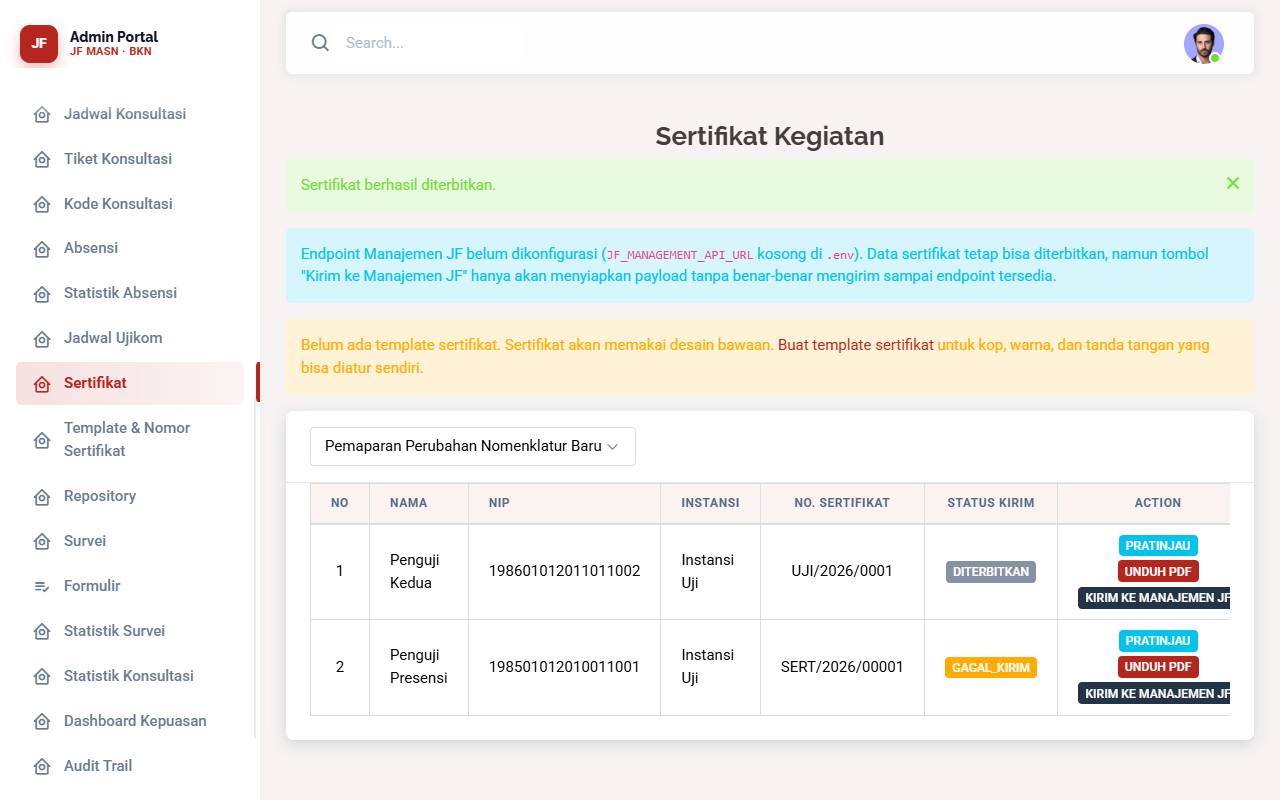 JF
Admin Portal
JF MASN · BKN
Jadwal Konsultasi
Tiket Konsultasi
Kode Konsultasi
Absensi
Statistik Absensi
Jadwal Ujikom
Sertifikat
Template & Nomor
Sertifikat
Repository
Survei
Formulir
Statistik Survei
Statistik Konsultasi
Dashboard Kepuasan
Audit Trail
Search...
Sertifikat Kegiatan
Sertifikat berhasil diterbitkan.
Endpoint Manajemen JF belum dikonfigurasi (JF_MANAGEMENT_API_URL kosong di .env). Data sertifikat tetap bisa diterbitkan, namun tombol
"Kirim ke Manajemen JF" hanya akan menyiapkan payload tanpa benar-benar mengirim sampai endpoint tersedia.
Belum ada template sertifikat. Sertifikat akan memakai desain bawaan. Buat template sertifikat untuk kop, warna, dan tanda tangan yang
bisa diatur sendiri.
Pemaparan Perubahan Nomenklatur Baru
NO NAMA NIP INSTANSI NO. SERTIFIKAT STATUS KIRIM ACTION
1 Penguji Kedua 198601012011011002 Instansi Uji UJI/2026/0001 DITERBITKAN
PRATINJAU
UNDUH PDF
KIRIM KE MANAJEMEN JF
2 Penguji Presensi 198501012010011001 Instansi Uji SERT/2026/00001 GAGAL_KIRIM
PRATINJAU
UNDUH PDF
KIRIM KE MANAJEMEN JF